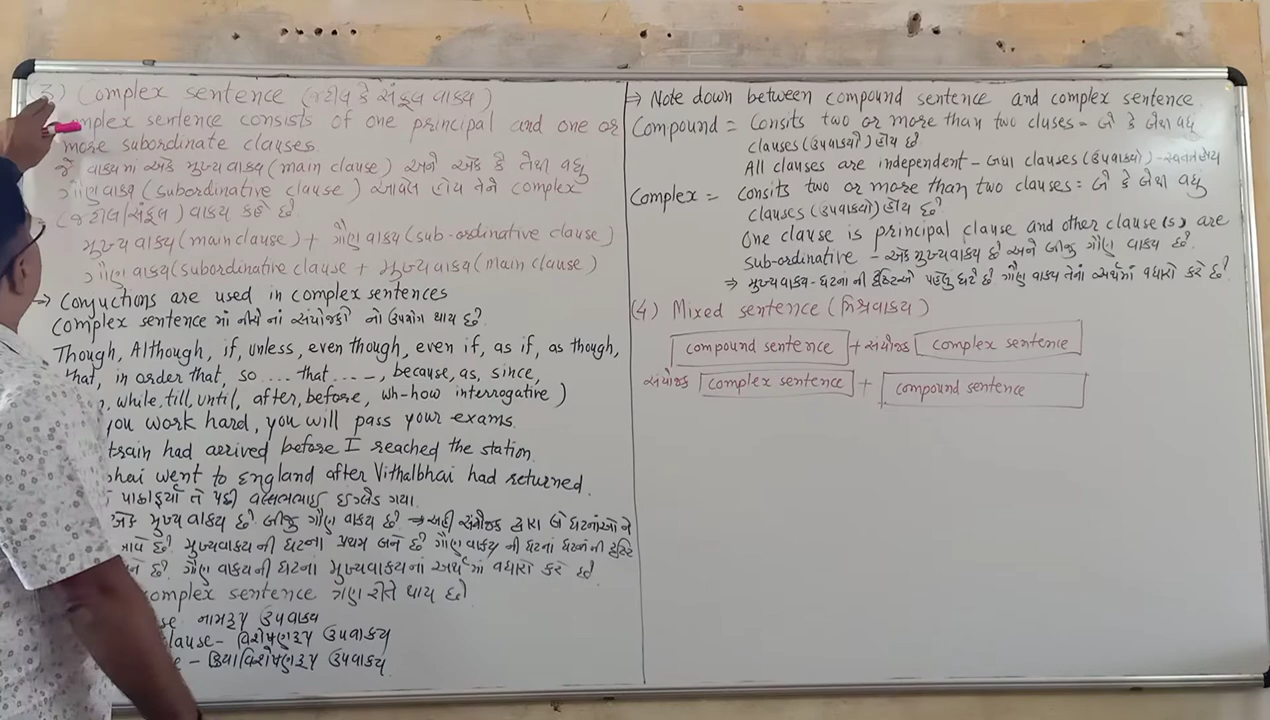 3) Complex sentence (જટીલ કે સંકૂલ વાક્ય)
complex sentence consists of one principal and one or
more subordinate clauses.
જે વાક્યમાં એક મુખ્ય વાક્ય (main clause) અને એક કે તેથી વધુ
ગૌણ વાક્ય (subordinative clause) આવેલ હોય તેને complex
(જટીલ/સંકૂલ) વાક્ય કહે છે.
મુખ્ય વાક્ય (main clause) + ગૌણ વાક્ય (sub-ordinative clause)
ગૌણ વાક્ય (subordinative clause + મુખ્ય વાક્ય (main clause)
→ Conjuctions are used in complex sentences
complex sentence માં નીચેનાં સંયોજકો નો ઉપયોગ થાય છે.
Though, Although, if, unless, even though, even if, as if, as though,
that, in order that, so .... that ...., because, as, since,
while, till, until, after, before, wh-how interrogative)
you work hard, you will pass your exams.
train had arrived before I reached the station.
bhai went to England after Vithalbhai had returned.
તે પછી વલ્લભભાઈ ઇંગ્લેંડ ગયા.
એક મુખ્ય વાક્ય છે. બીજુ ગૌણ વાક્ય છે. → અહી સંયોજક દ્વારા બે ઘટનાઓને
આવે છે. મુખ્યવાક્ય ની ઘટના પ્રથમ બને છે. ગૌણ વાક્ય ની ઘટના ઘટનની દ્રષ્ટિ
છે. ગૌણ વાક્યની ઘટના મુખ્યવાક્યનાં અર્થમાં વધારો કરે છે.
complex sentence ત્રણ રીતે થાય છે.
se નામરૂપ ઉપવાક્ય
lause - વિશેષણરૂપ ઉપવાક્ય
e - ક્રિયાવિશેષણરૂપ ઉપવાક્ય
⇒ Note down between compound sentence and complex sentence.
Compound = Consits two or more than two cluses = બે કે બેથી વધુ
clauses (ઉપવાક્યો) હોય છે
All clauses are independent - બધા clauses (ઉપવાક્યો) - સ્વતંત્ર હોય
Complex = Consits two or more than two clauses = બે કે બેથી વધુ
clauses (ઉપવાક્યો) હોય છે.
One clause is principal clause and other clause(s) are
sub-ordinative - એક મુખ્યવાક્ય છે અને બીજુ ગૌણ વાક્ય છે.
⇒ મુખ્યવાક્ય - ઘટના ની દ્રષ્ટિએ પહેલુ ઘટે છે ગૌણ વાક્ય તેનાં અર્થમાં વધારો કરે છે.
(4) Mixed sentence (મિશ્રવાક્ય)
compound sentence + સંયોજક complex sentence
સંયોજક complex sentence + compound sentence